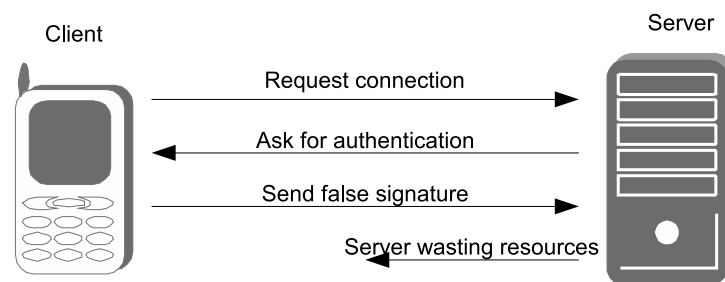 Client
Server
Request connection
Ask for authentication
Send false signature
Server wasting resources